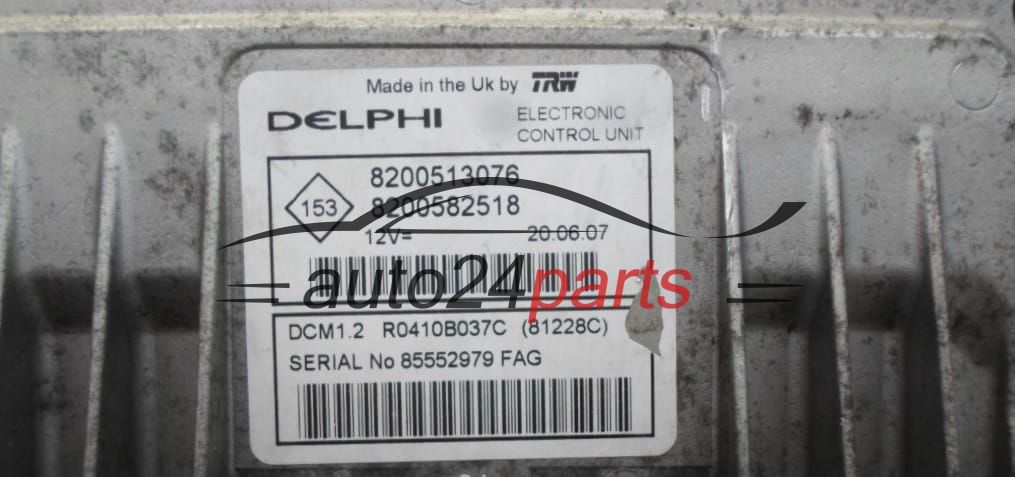 Made in the Uk by TRW
DELPHI
ELECTRONIC
CONTROL UNIT
153
8200513076
8200582518
12V=
20.06.07
auto24parts
DCM1.2 R0410B037C (81228C)
SERIAL No 85552979 FAG